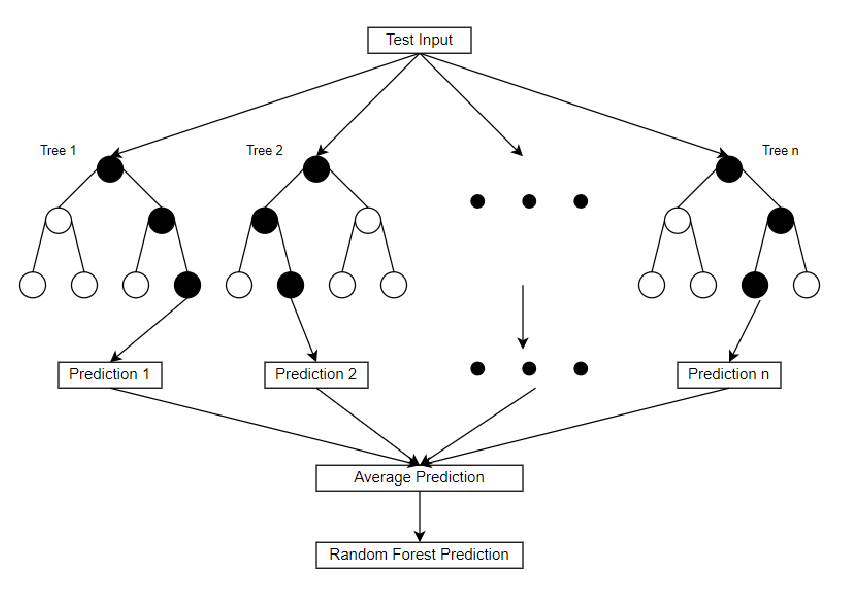 Test Input
Tree 1
Tree 2
Tree n
Prediction 1
Prediction 2
Prediction n
Average Prediction
Random Forest Prediction